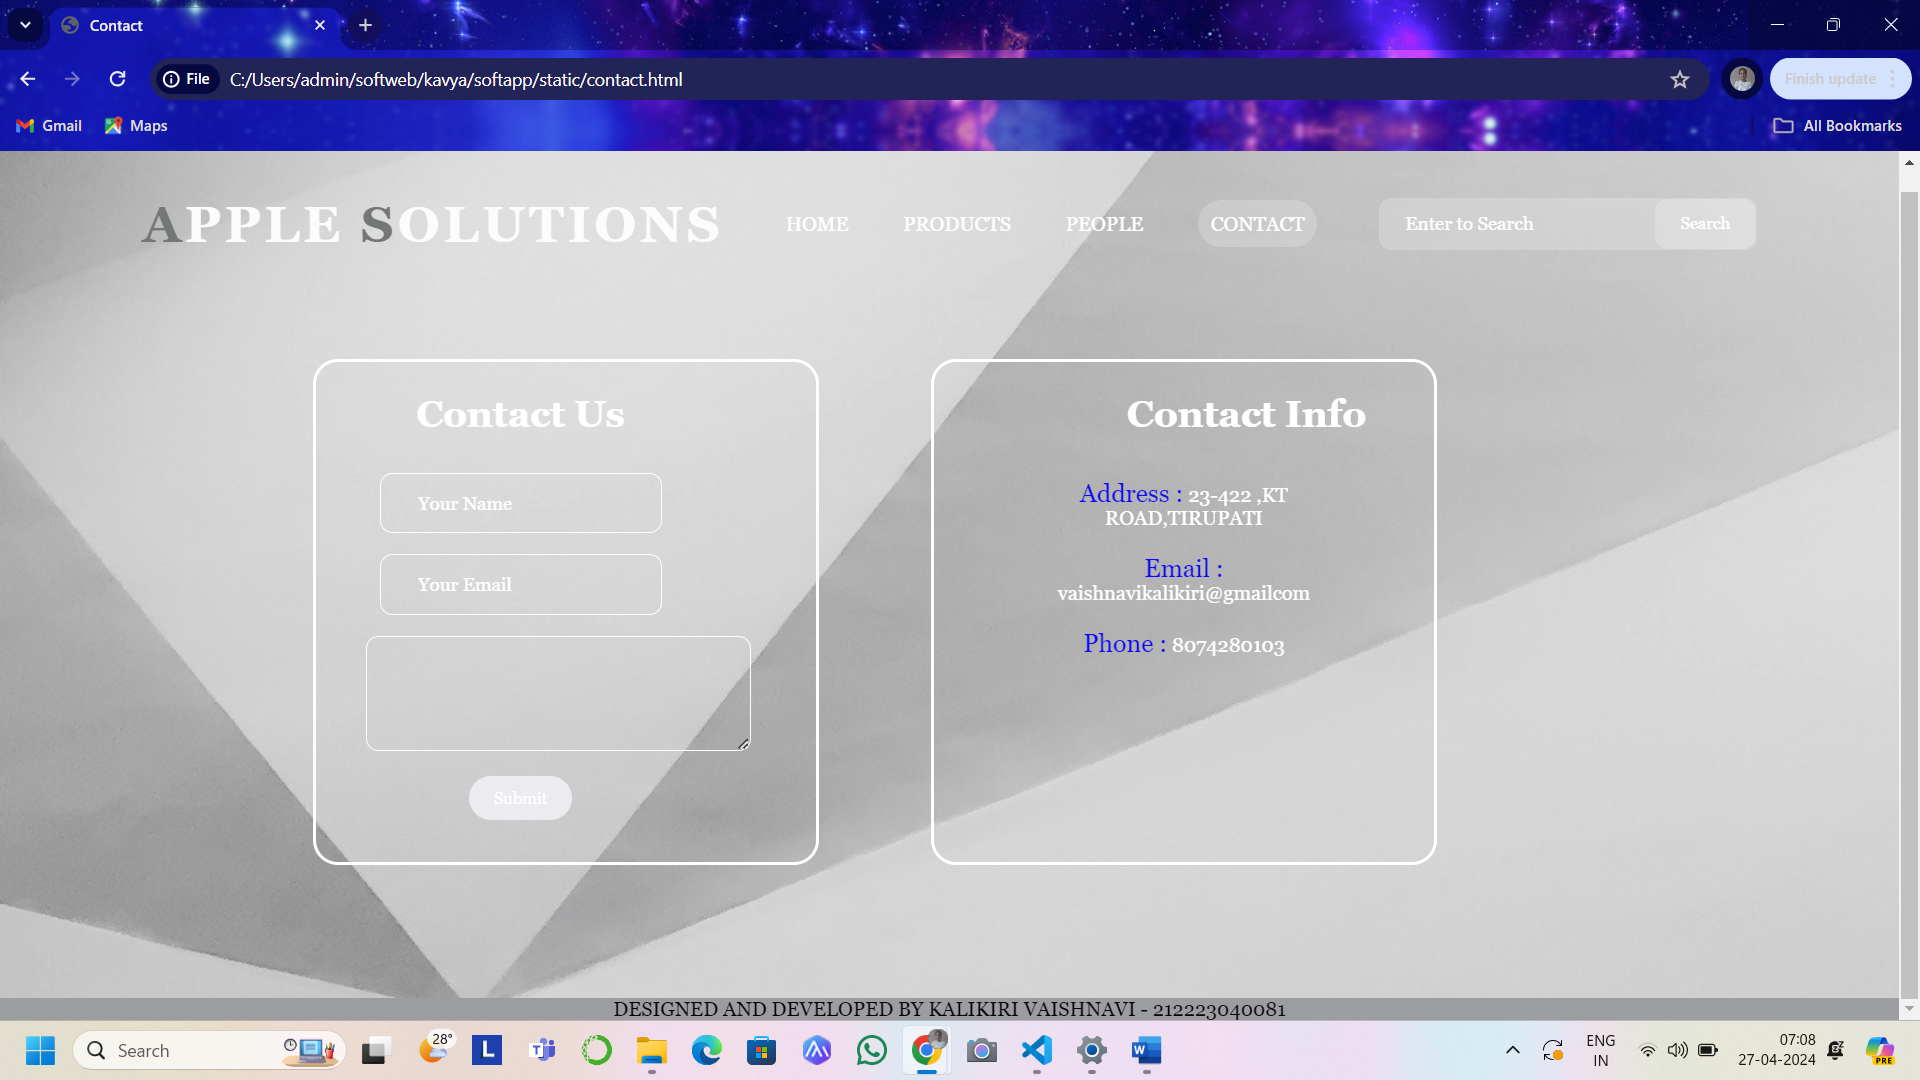 Contact
File
C:/Users/admin/softweb/kavya/softapp/static/contact.html
Finish update
Gmail
Maps
All Bookmarks
APPLE SOLUTIONS
HOME
PRODUCTS
PEOPLE
CONTACT
Enter to Search
Search
Contact Us
Your Name
Your Email
Submit
Contact Info
Address : 23-422 ,KT
ROAD,TIRUPATI
Email :
vaishnavikalikiri@gmailcom
Phone : 8074280103
DESIGNED AND DEVELOPED BY KALIKIRI VAISHNAVI - 212223040081
Search
28°
L
T
W
ENG
IN
07:08
27-04-2024
PRE